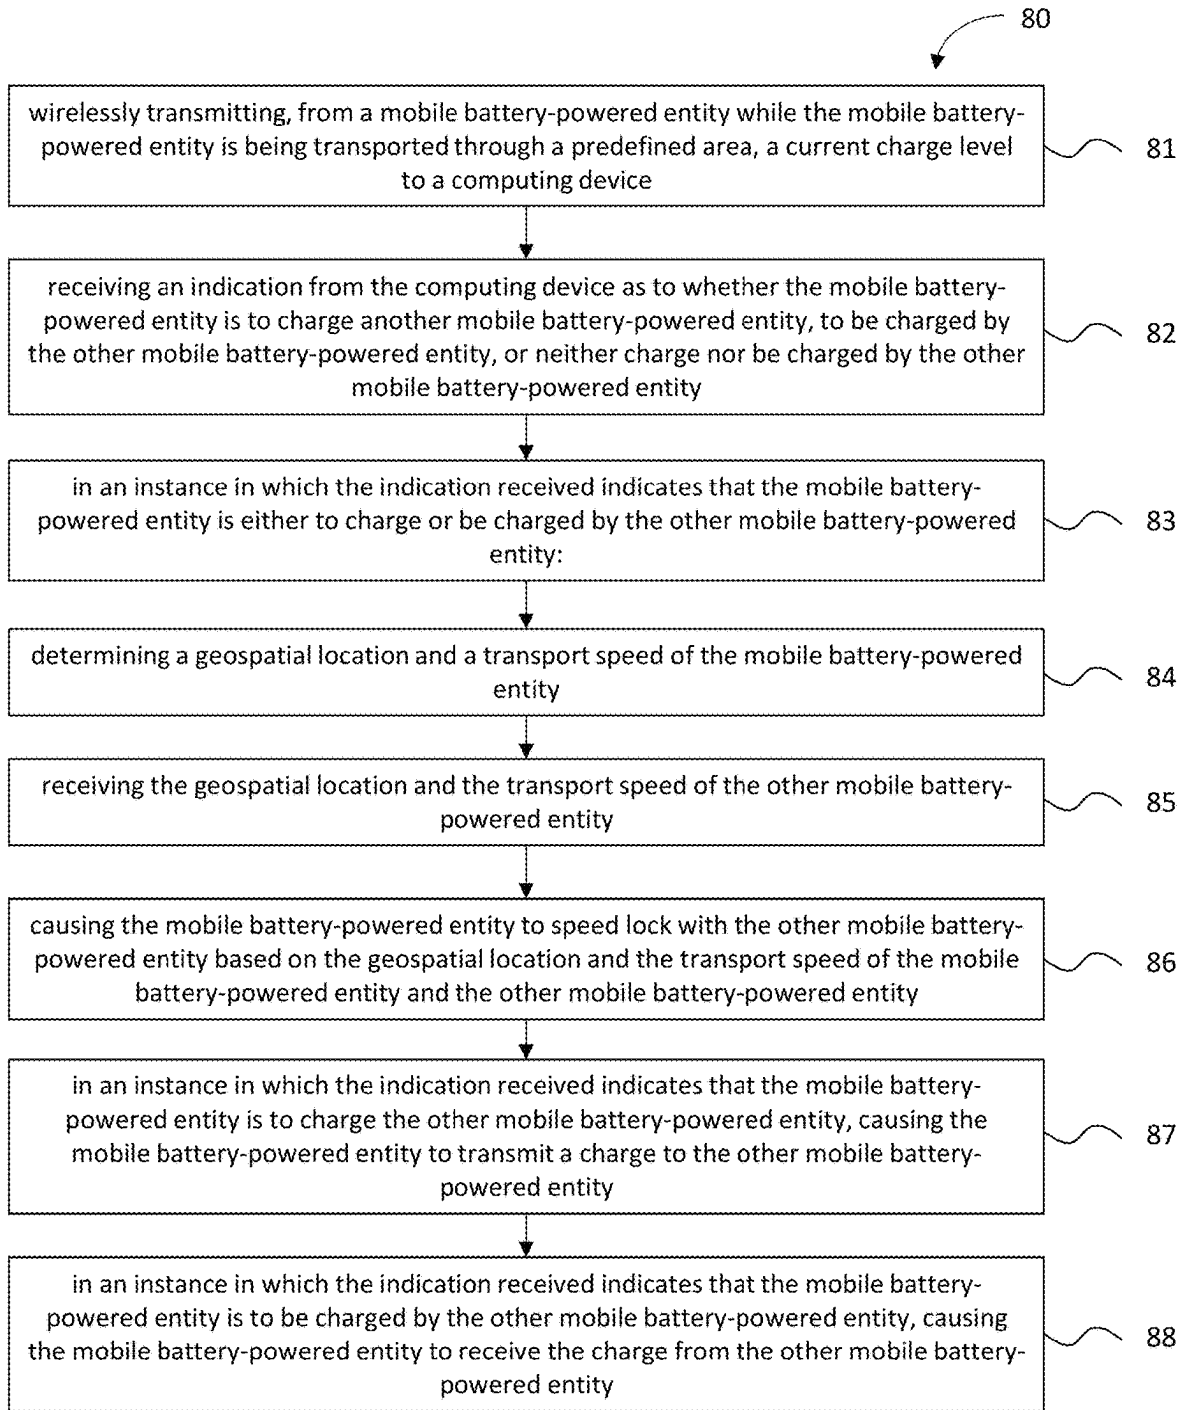 80
wirelessly transmitting, from a mobile battery-powered entity while the mobile battery-
powered entity is being transported through a predefined area, a current charge level
to a computing device
81
receiving an indication from the computing device as to whether the mobile battery-
powered entity is to charge another mobile battery-powered entity, to be charged by
the other mobile battery-powered entity, or neither charge nor be charged by the other
mobile battery-powered entity
82
in an instance in which the indication received indicates that the mobile battery-
powered entity is either to charge or be charged by the other mobile battery-powered
entity:
83
determining a geospatial location and a transport speed of the mobile battery-powered
entity
84
receiving the geospatial location and the transport speed of the other mobile battery-
powered entity
85
causing the mobile battery-powered entity to speed lock with the other mobile battery-
powered entity based on the geospatial location and the transport speed of the mobile
battery-powered entity and the other mobile battery-powered entity
86
in an instance in which the indication received indicates that the mobile battery-
powered entity is to charge the other mobile battery-powered entity, causing the
mobile battery-powered entity to transmit a charge to the other mobile battery-
powered entity
87
in an instance in which the indication received indicates that the mobile battery-
powered entity is to be charged by the other mobile battery-powered entity, causing
the mobile battery-powered entity to receive the charge from the other mobile battery-
powered entity
88